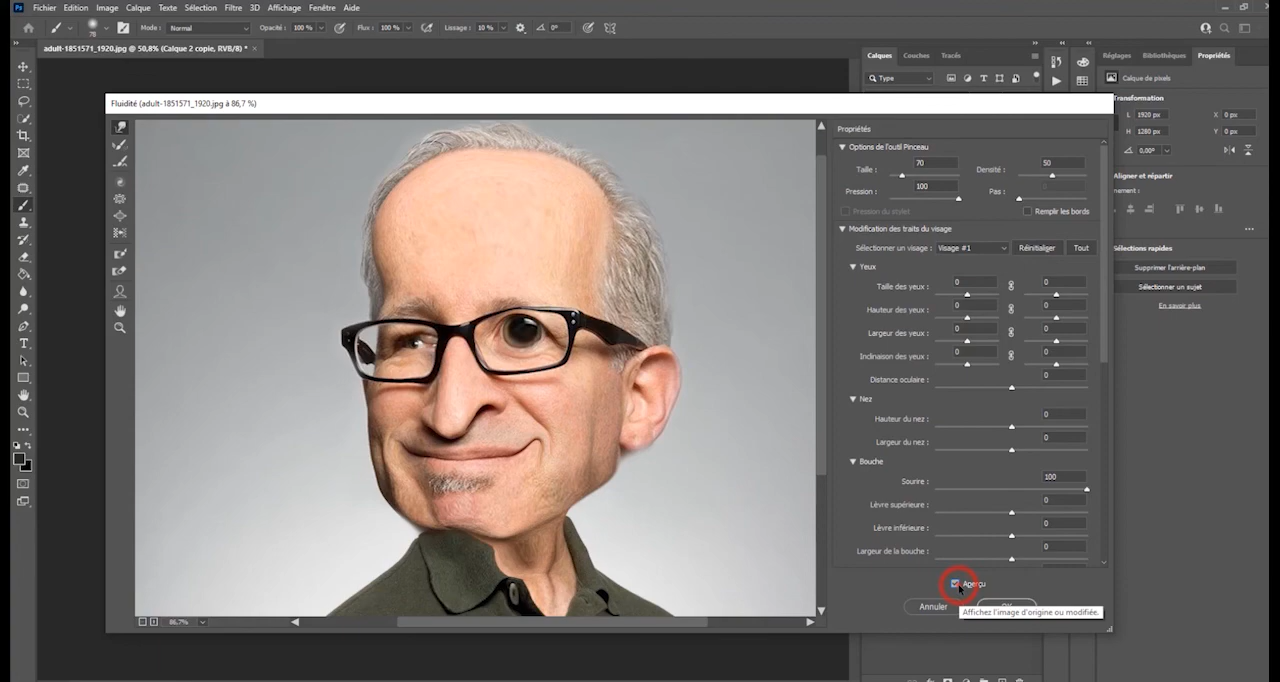 Ps Fichier Edition Image Calque Texte Sélection Filtre 3D Affichage Fenêtre Aide
Mode : Normal Opacité : 100 % Flux : 100 % Lissage : 10 % 0°
adult-1851571_1920.jpg @ 50,8% (Calque 2 copie, RVB/8) * ×
Calques Couches Tracés
Réglages Bibliothèques Propriétés
Type
Calque de pixels
Fluidité (adult-1851571_1920.jpg à 86,7 %)
Transformation
L 1920 px X 0 px
H 1280 px Y 0 px
0,00°
Aligner et répartir
nement :
Sélections rapides
Supprimer l'arrière-plan
Sélectionner un sujet
En savoir plus
Propriétés
Options de l'outil Pinceau
Taille : 70 Densité : 50
Pression : 100 Pas :
Pression du stylet Remplir les bords
Modification des traits du visage
Sélectionner un visage : Visage #1 Réinitialiser Tout
Yeux
Taille des yeux : 0 0
Hauteur des yeux : 0 0
Largeur des yeux : 0 0
Inclinaison des yeux : 0 0
Distance oculaire : 0
Nez
Hauteur du nez : 0
Largeur du nez : 0
Bouche
Sourire : 100
Lèvre supérieure : 0
Lèvre inférieure : 0
Largeur de la bouche : 0
Aperçu
Annuler
Affichez l'image d'origine ou modifiée.
86,7%